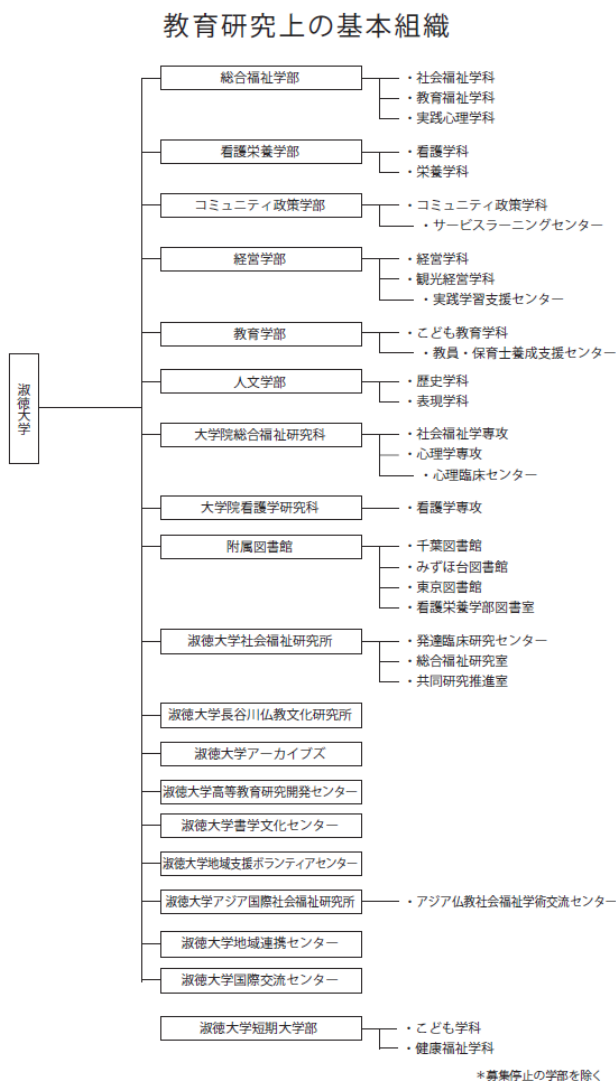 教育研究上の基本組織
淑徳大学
総合福祉学部
・社会福祉学科
・教育福祉学科
・実践心理学科
看護栄養学部
・看護学科
・栄養学科
コミュニティ政策学部
・コミュニティ政策学科
・サービスラーニングセンター
経営学部
・経営学科
・観光経営学科
・実践学習支援センター
教育学部
・こども教育学科
・教員・保育士養成支援センター
人文学部
・歴史学科
・表現学科
大学院総合福祉研究科
・社会福祉学専攻
・心理学専攻
・心理臨床センター
大学院看護学研究科
・看護学専攻
附属図書館
・千葉図書館
・みずほ台図書館
・東京図書館
・看護栄養学部図書室
淑徳大学社会福祉研究所
・発達臨床研究センター
・総合福祉研究室
・共同研究推進室
淑徳大学長谷川仏教文化研究所
淑徳大学アーカイブズ
淑徳大学高等教育研究開発センター
淑徳大学書学文化センター
淑徳大学地域支援ボランティアセンター
淑徳大学アジア国際社会福祉研究所
・アジア仏教社会福祉学術交流センター
淑徳大学地域連携センター
淑徳大学国際交流センター
淑徳大学短期大学部
・こども学科
・健康福祉学科
＊募集停止の学部を除く